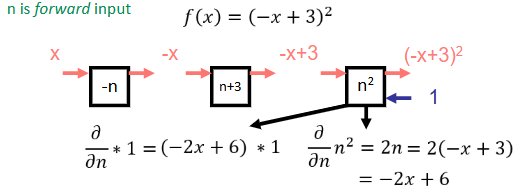 n is forward input
f(x) = (-x + 3)²
x -x -x+3 (-x+3)²
-n n+3 n² 1
∂/∂n * 1 = (-2x + 6) * 1 ∂/∂n n² = 2n = 2(-x + 3)
= -2x + 6